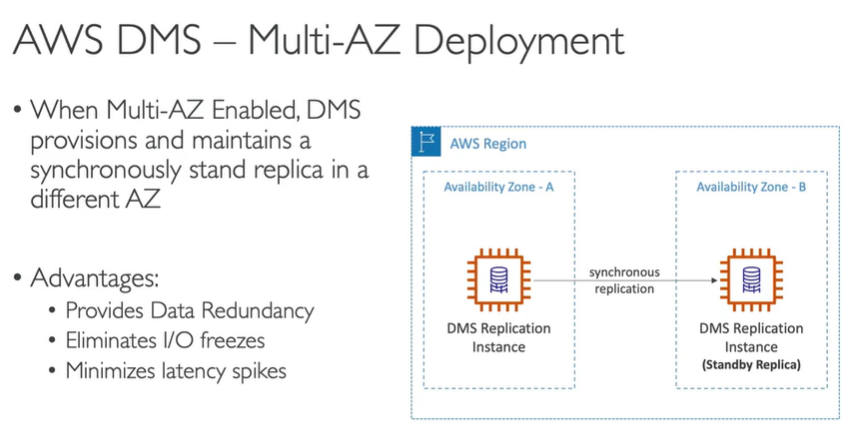 AWS DMS – Multi-AZ Deployment
• When Multi-AZ Enabled, DMS
provisions and maintains a
synchronously stand replica in a
different AZ
• Advantages:
• Provides Data Redundancy
• Eliminates I/O freezes
• Minimizes latency spikes
AWS Region
Availability Zone - A
Availability Zone - B
synchronous
replication
DMS Replication
Instance
DMS Replication
Instance
(Standby Replica)